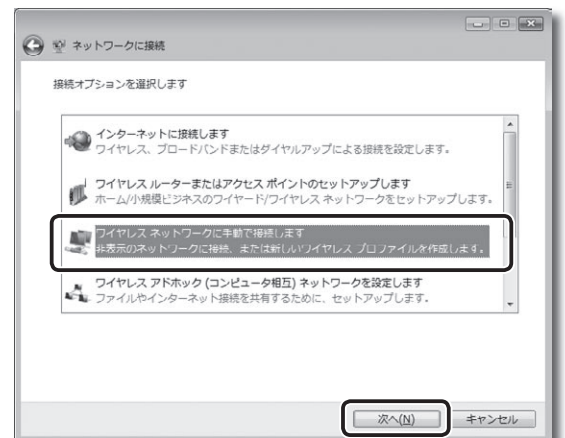 ネットワークに接続
接続オプションを選択します
インターネットに接続します
ワイヤレス、ブロードバンドまたはダイヤルアップによる接続を設定します。
ワイヤレス ルーターまたはアクセス ポイントのセットアップします
ホーム/小規模ビジネスのワイヤード/ワイヤレス ネットワークをセットアップします。
ワイヤレス ネットワークに手動で接続します
非表示のネットワークに接続、または新しいワイヤレス プロファイルを作成します。
ワイヤレス アドホック (コンピュータ相互) ネットワークを設定します
ファイルやインターネット接続を共有するために、セットアップします。
次へ(N)
キャンセル